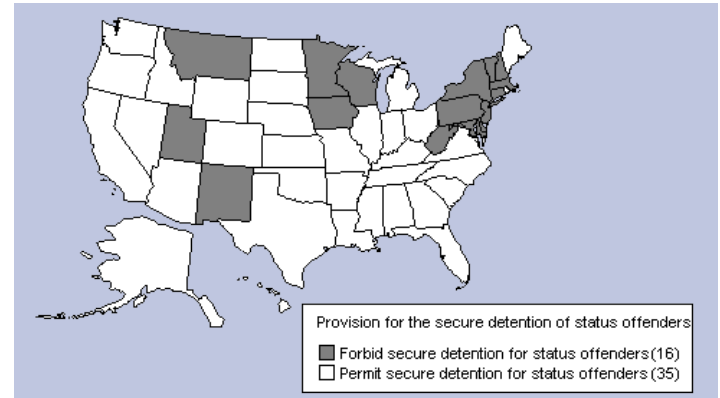 Provision for the secure detention of status offenders
Forbid secure detention for status offenders (16)
Permit secure detention for status offenders (35)